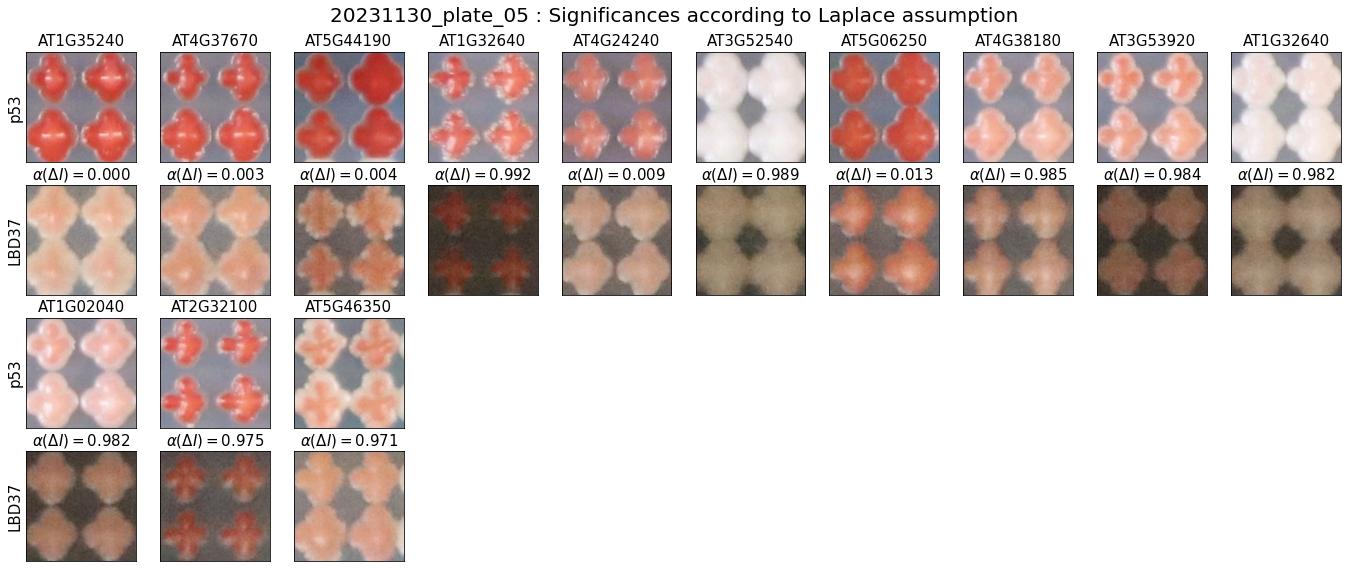 20231130_plate_05 : Significances according to Laplace assumption
AT1G35240 AT4G37670 AT5G44190 AT1G32640 AT4G24240 AT3G52540 AT5G06250 AT4G38180 AT3G53920 AT1G32640
p53
α(ΔI) = 0.000 α(ΔI) = 0.003 α(ΔI) = 0.004 α(ΔI) = 0.992 α(ΔI) = 0.009 α(ΔI) = 0.989 α(ΔI) = 0.013 α(ΔI) = 0.985 α(ΔI) = 0.984 α(ΔI) = 0.982
LBD37
AT1G02040 AT2G32100 AT5G46350
p53
α(ΔI) = 0.982 α(ΔI) = 0.975 α(ΔI) = 0.971
LBD37